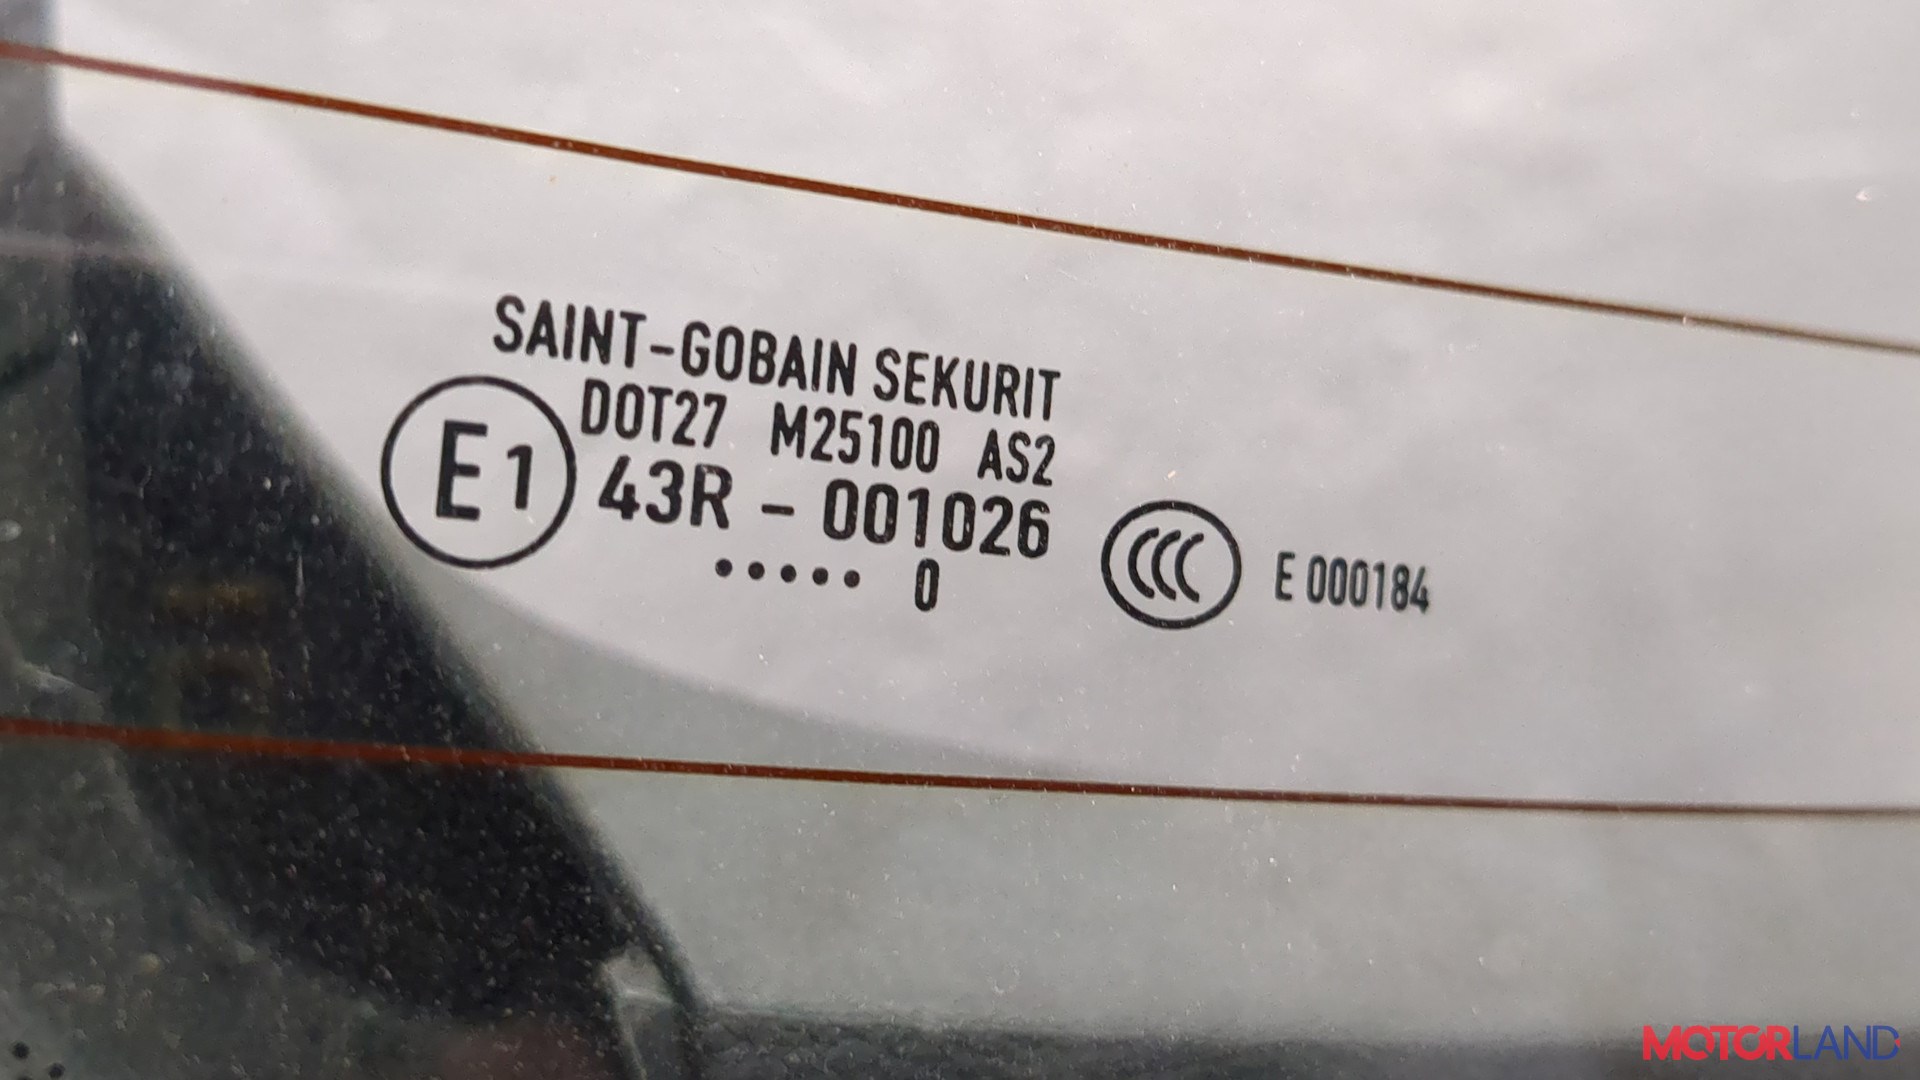 SAINT-GOBAIN SEKURIT
DOT27 M25100 AS2
E1 43R - 001026
••••• 0
CCC E 000184
MOTORLAND